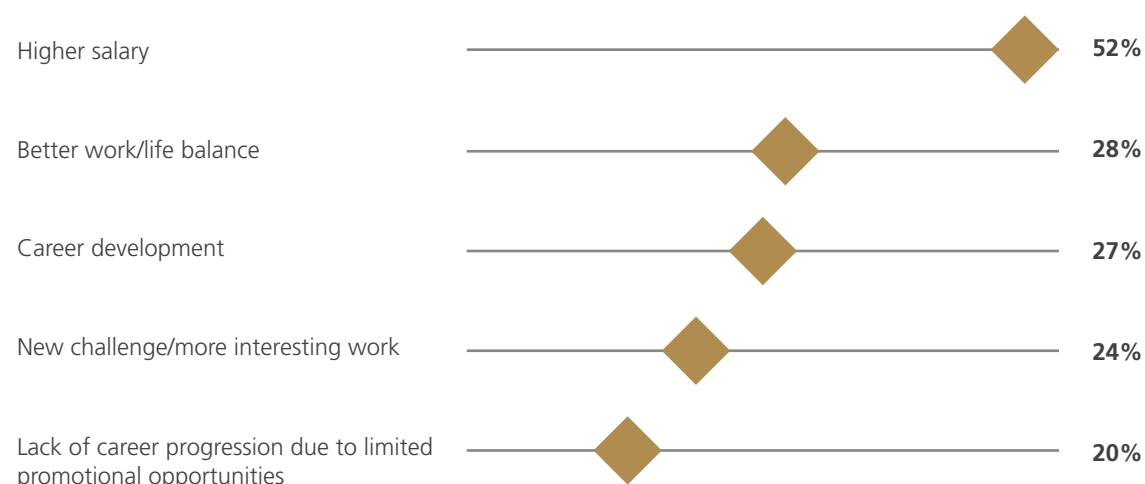 Higher salary 52%
Better work/life balance 28%
Career development 27%
New challenge/more interesting work 24%
Lack of career progression due to limited 20%
promotional opportunities